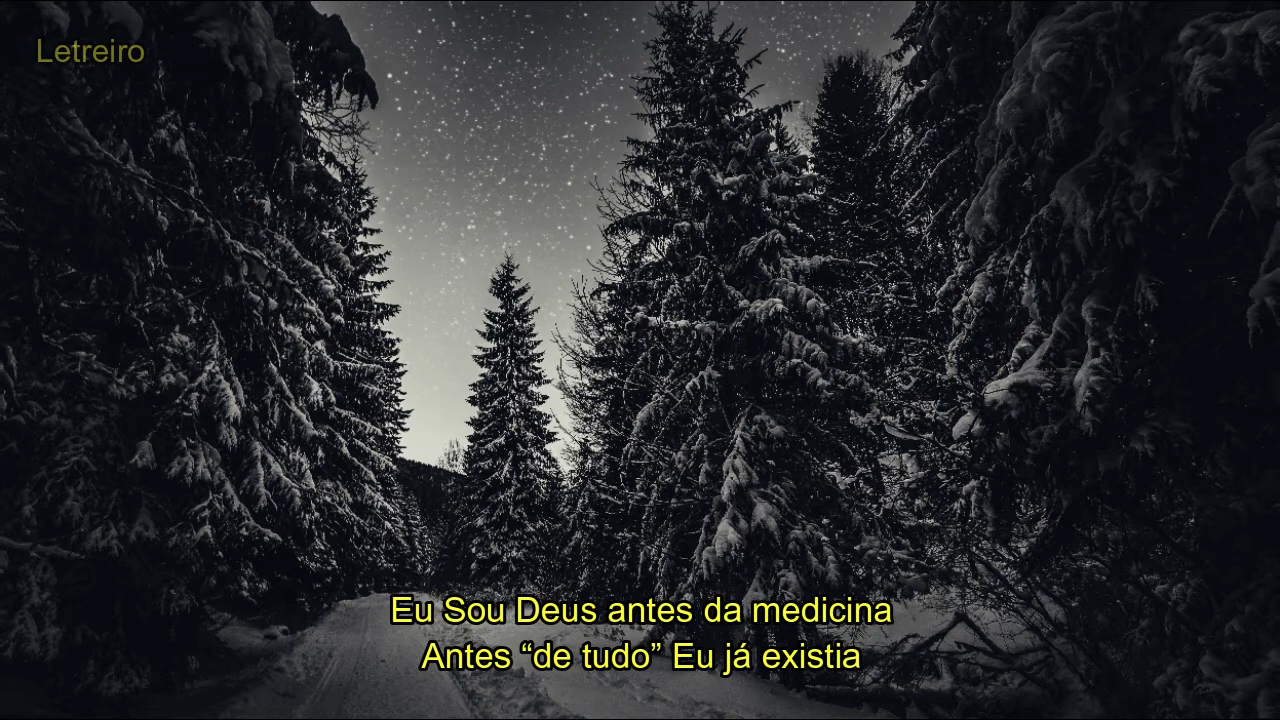 Letreiro
Eu Sou Deus antes da medicina
Antes “de tudo” Eu já existia